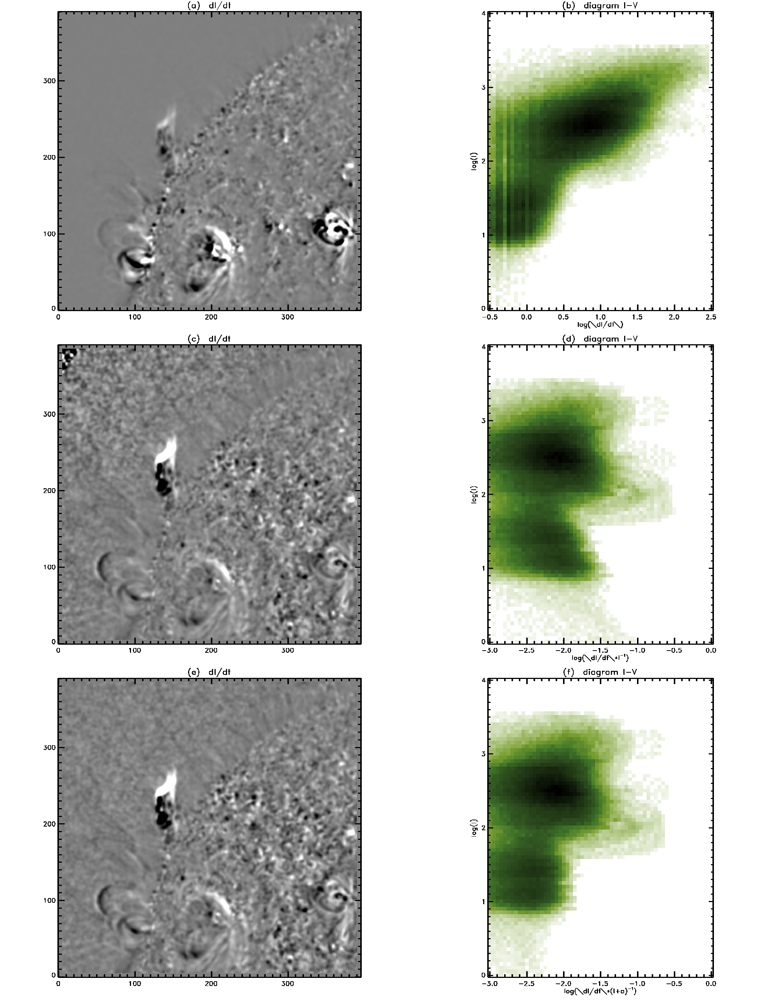 (a) dI/dt
300
200
100
0
0 100 200 300
(b) diagram I-V
4
3
2
1
0
log(I)
-0.5 0.0 0.5 1.0 1.5 2.0 2.5
log(\dI/dt\)
(c) dI/dt
300
200
100
0
0 100 200 300
(d) diagram I-V
4
3
2
1
0
log(I)
-3.0 -2.5 -2.0 -1.5 -1.0 -0.5 0.0
log(\dI/dt\*I⁻¹)
(e) dI/dt
300
200
100
0
0 100 200 300
(f) diagram I-V
4
3
2
1
0
log(I)
-3.0 -2.5 -2.0 -1.5 -1.0 -0.5 0.0
log(\dI/dt\*(I+a)⁻¹)